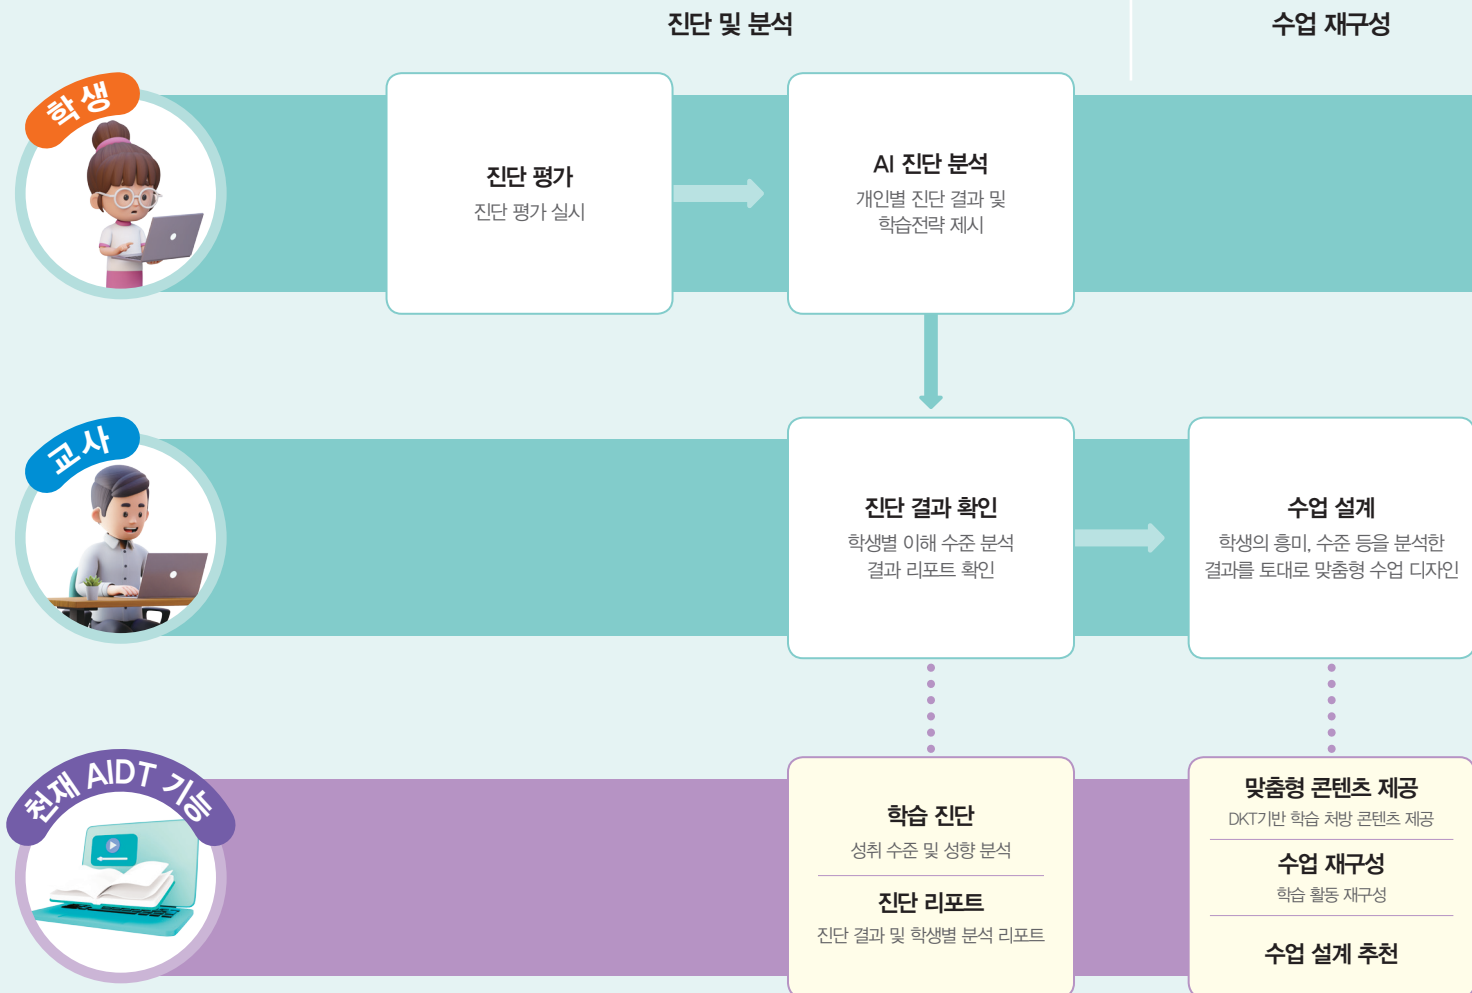 진단 및 분석
수업 재구성
학생
진단 평가
진단 평가 실시
AI 진단 분석
개인별 진단 결과 및
학습전략 제시
교사
진단 결과 확인
학생별 이해 수준 분석
결과 리포트 확인
수업 설계
학생의 흥미, 수준 등을 분석한
결과를 토대로 맞춤형 수업 디자인
천재 AIDT 기능
학습 진단
성취 수준 및 성향 분석
진단 리포트
진단 결과 및 학생별 분석 리포트
맞춤형 콘텐츠 제공
DKT기반 학습 처방 콘텐츠 제공
수업 재구성
학습 활동 재구성
수업 설계 추천